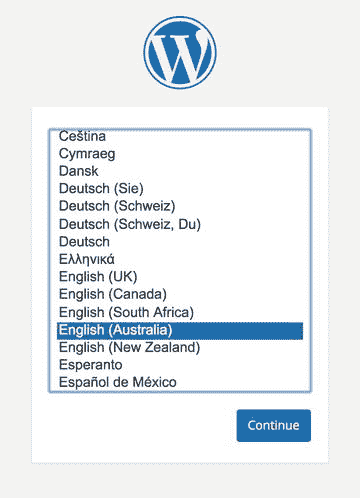 W
Čeština
Cymraeg
Dansk
Deutsch (Sie)
Deutsch (Schweiz)
Deutsch (Schweiz, Du)
Deutsch
Ελληνικά
English (UK)
English (Canada)
English (South Africa)
English (Australia)
English (New Zealand)
Esperanto
Español de México
Continue